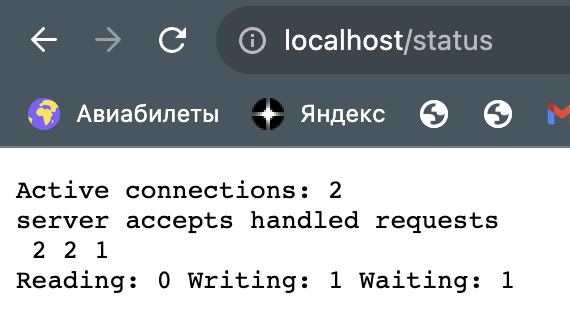 localhost/status
Авиабилеты Яндекс
Active connections: 2
server accepts handled requests
2 2 1
Reading: 0 Writing: 1 Waiting: 1